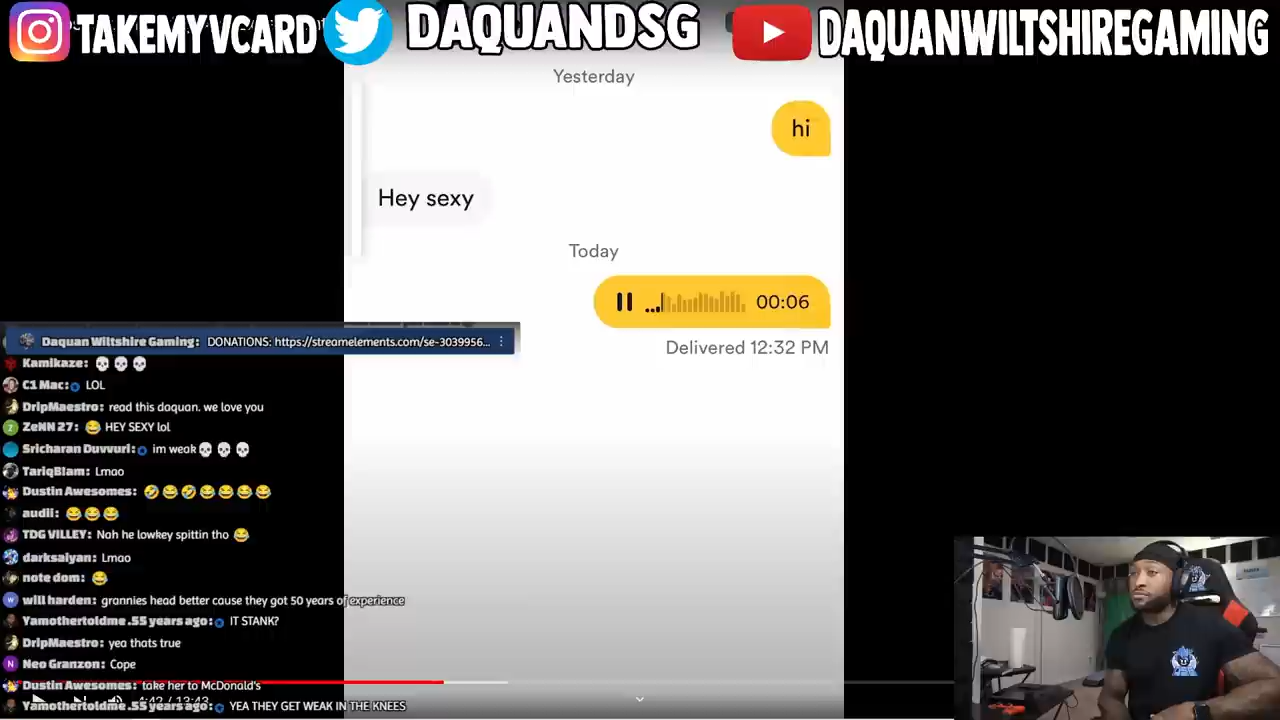 TAKEMYVCARD
DAQUANDSG
DAQUANWILTSHIREGAMING
Yesterday
hi
Hey sexy
Today
00:06
Delivered 12:32 PM
Daquan Wiltshire Gaming: DONATIONS: https://streamelements.com/se-3039956...
Kamikaze: 💀 💀 💀
C1 Mac: LOL
DripMaestro: read this daquan. we love you
ZeNN 27: 😂 HEY SEXY lol
Sricharan Duvvuri: im weak 💀 💀 💀
TariqBlam: Lmao
Dustin Awesomes: 🤣 😂 🤣 😂 😂 😂 😂
audii: 😂 😂 😂
TDG VILLEY: Nah he lowkey spittin tho 😂
darksaiyan: Lmao
note dom: 😂
will harden: grannies head better cause they got 50 years of experience
Yamothertoldme .55 years ago: IT STANK?
DripMaestro: yea thats true
Neo Granzon: Cope
Dustin Awesomes: take her to McDonald's
4:42 / 12:43
Yamothertoldme .55 years ago: YEA THEY GET WEAK IN THE KNEES